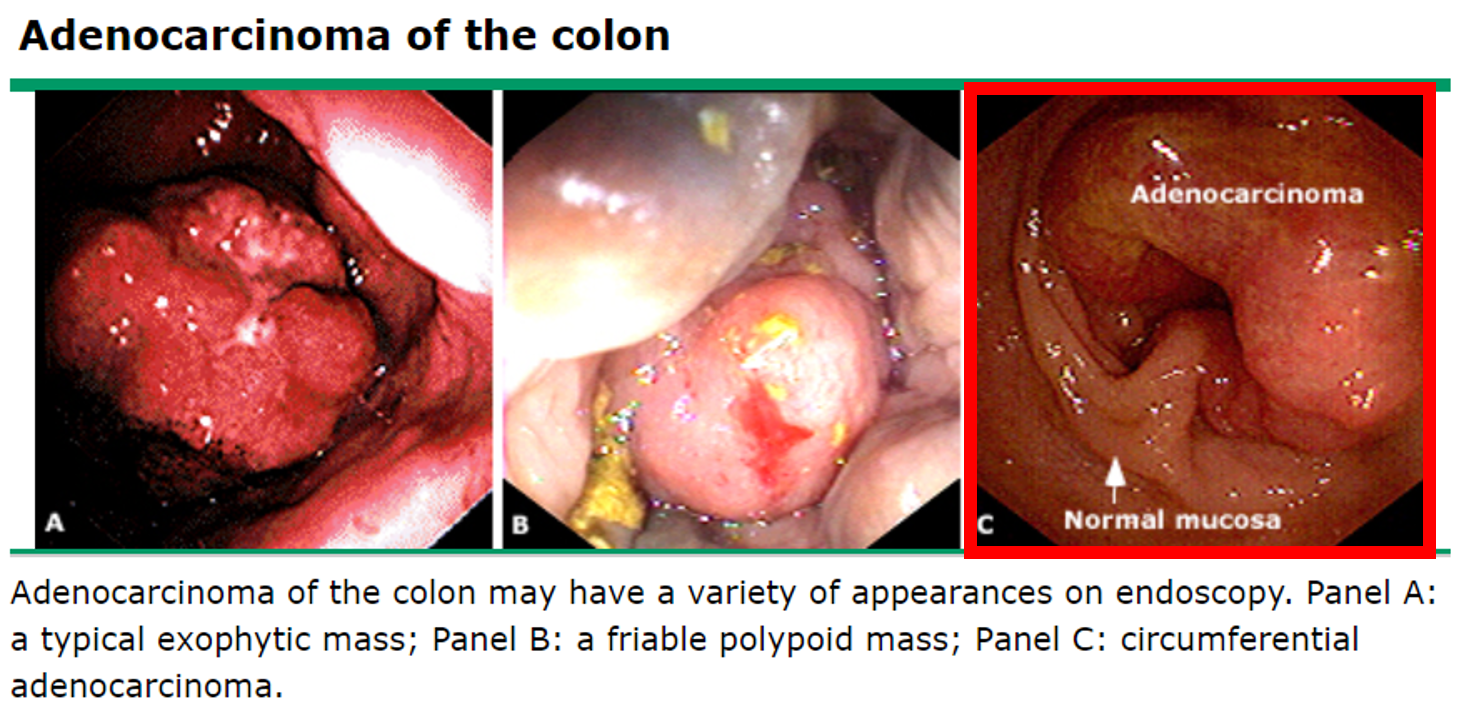 Adenocarcinoma of the colon
Adenocarcinoma
Normal mucosa
A
B
C
Adenocarcinoma of the colon may have a variety of appearances on endoscopy. Panel A:
a typical exophytic mass; Panel B: a friable polypoid mass; Panel C: circumferential
adenocarcinoma.